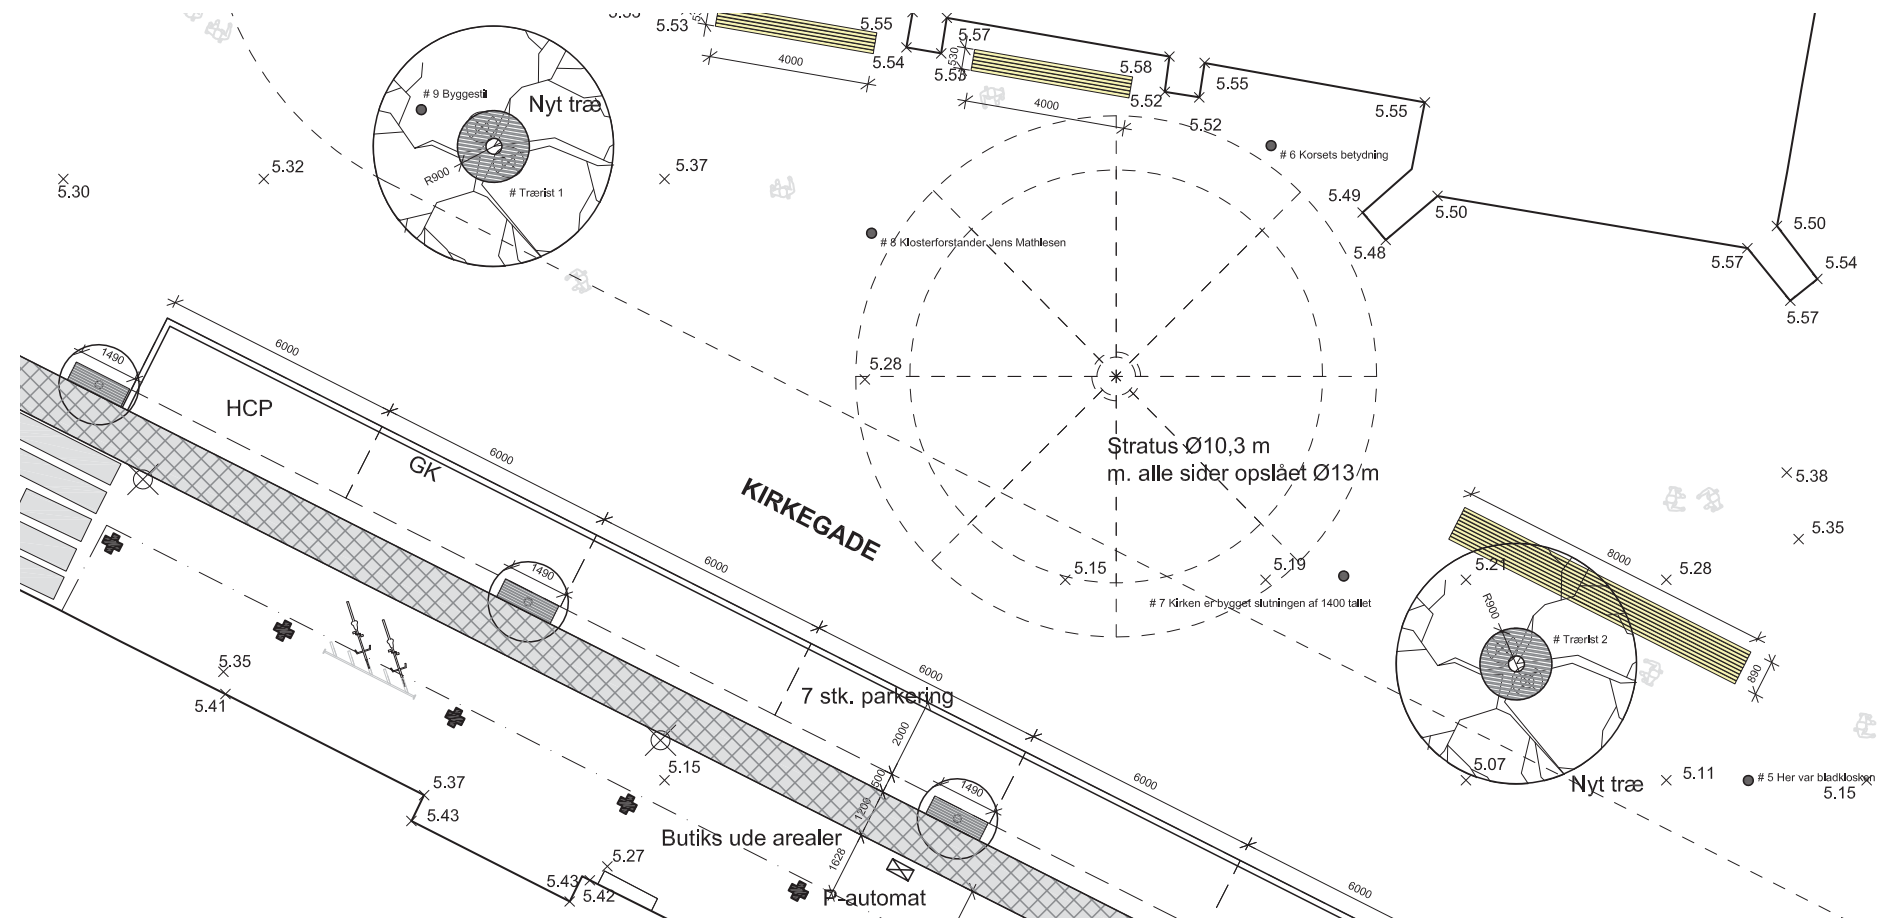 5.53
5.55
5.54
4000
5.57
530
5.53
5.58
5.52
4000
5.55
5.52
5.55
# 9 Byggestil
Nyt træ
R900
# Trærist 1
5.30
5.32
5.37
# 6 Korsets betydning
5.49
5.50
5.48
# 8 Klosterforstander Jens Mathiesen
5.50
5.57
5.54
5.57
6000
1490
HCP
5.28
GK
6000
KIRKEGADE
Stratus Ø10,3 m
m. alle sider opslået Ø13 m
5.38
5.35
8000
1490
6000
5.15
5.19
5.21
5.28
# 7 Kirken er bygget slutningen af 1400 tallet
R900
# Trærist 2
890
5.35
5.41
6000
7 stk. parkering
2000
500
1200
1628
5.15
5.07
5.11
# 5 Her var bladkiosken
5.15
Nyt træ
5.37
5.43
1490
6000
Butiks ude arealer
5.27
5.43
5.42
P-automat
6000